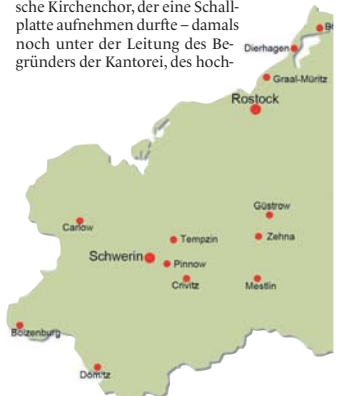 sche Kirchenchor, der eine Schall-
platte aufnehmen durfte – damals
noch unter der Leitung des Be-
gründers der Kantorei, des hoch-
Dierhagen
Graal-Müritz
Rostock
Güstrow
Carlow
Tempzin
Zehna
Schwerin
Pinnow
Crivitz
Mestlin
Boizenburg
Dömitz